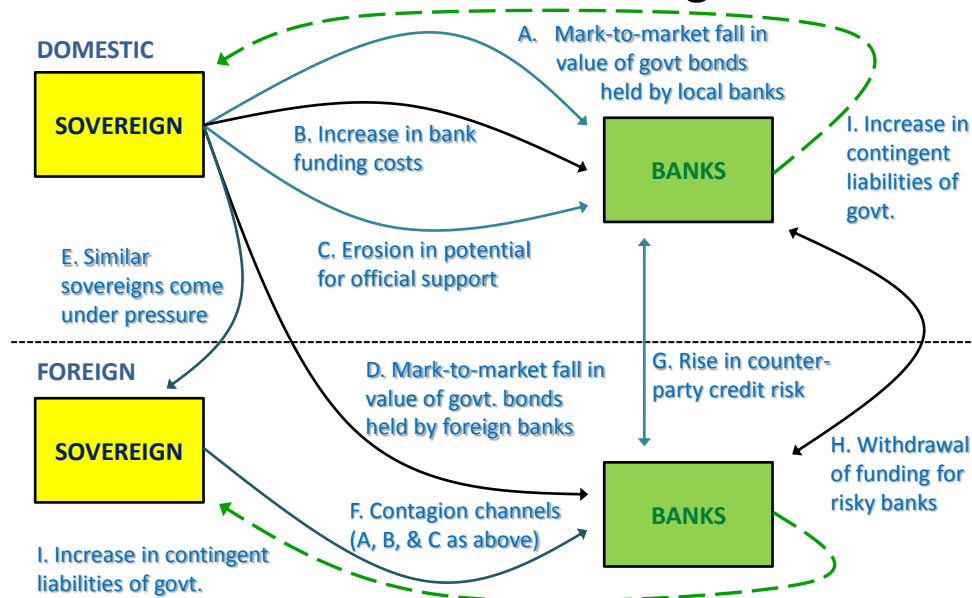 DOMESTIC
SOVEREIGN
A. Mark-to-market fall in
value of govt bonds
held by local banks
B. Increase in bank
funding costs
BANKS
I. Increase in
contingent
liabilities of
govt.
C. Erosion in potential
for official support
E. Similar
sovereigns come
under pressure
FOREIGN
SOVEREIGN
D. Mark-to-market fall in
value of govt. bonds
held by foreign banks
G. Rise in counter-
party credit risk
H. Withdrawal
of funding for
risky banks
F. Contagion channels
(A, B, & C as above)
BANKS
I. Increase in contingent
liabilities of govt.